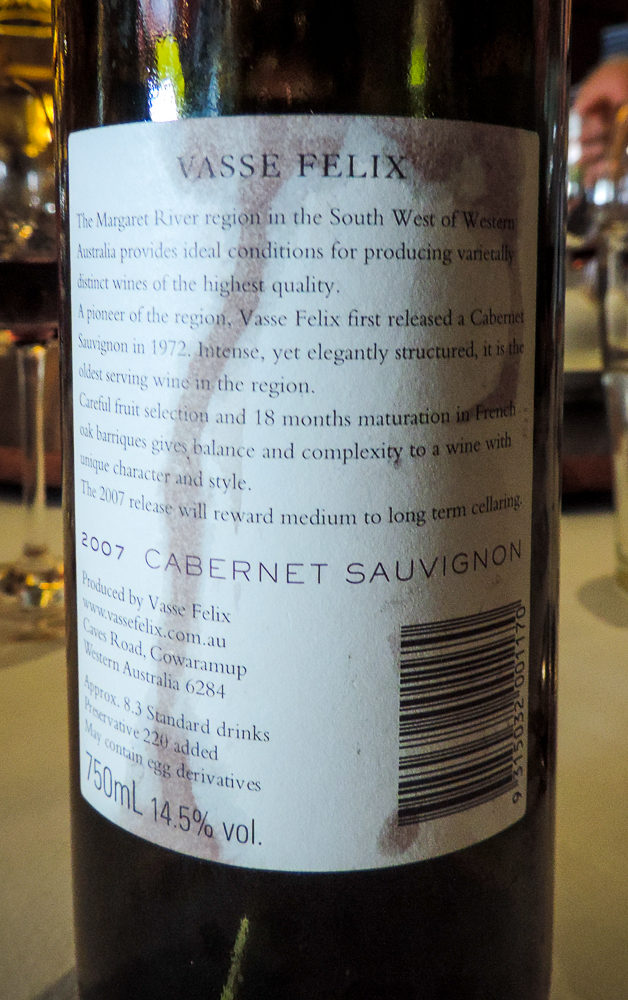 VASSE FELIX
The Margaret River region in the South West of Western
Australia provides ideal conditions for producing varietally
distinct wines of the highest quality.
A pioneer of the region, Vasse Felix first released a Cabernet
Sauvignon in 1972. Intense, yet elegantly structured, it is the
oldest serving wine in the region.
Careful fruit selection and 18 months maturation in French
oak barriques gives balance and complexity to a wine with
unique character and style.
The 2007 release will reward medium to long term cellaring.
2007 CABERNET SAUVIGNON
Produced by Vasse Felix
www.vassefelix.com.au
Caves Road, Cowaramup
Western Australia 6284
Approx. 8.3 Standard drinks
Preservative 220 added
May contain egg derivatives
750mL 14.5% vol.
9 315032 001170